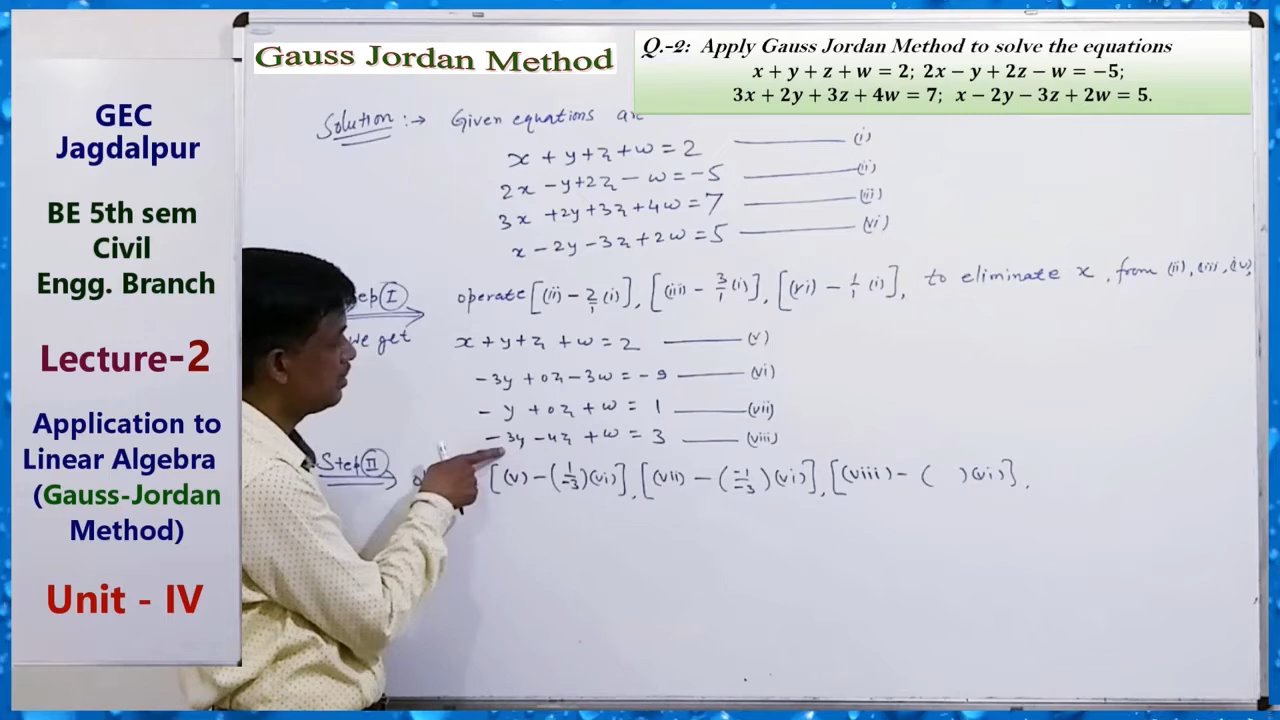 Gauss Jordan Method
Q.-2: Apply Gauss Jordan Method to solve the equations
x + y + z + w = 2; 2x − y + 2z − w = −5;
3x + 2y + 3z + 4w = 7; x − 2y − 3z + 2w = 5.
GEC
Jagdalpur
BE 5th sem
Civil
Engg. Branch
Lecture-2
Application to
Linear Algebra
(Gauss-Jordan
Method)
Unit - IV
Solution :→ Given equations
x + y + z + w = 2 —— (i)
2x − y + 2z − w = −5 —— (ii)
3x + 2y + 3z + 4w = 7 —— (iii)
x − 2y − 3z + 2w = 5 —— (vi)
operate [(ii) − 2/1 (i)], [(iii) − 3/1 (i)], [(vi) − 1/1 (i)], to eliminate x, from (ii), (iii,
we get x + y + z + w = 2 —— (v)
−3y + 0z − 3w = −9 —— (vi)
− y + 0z + w = 1 —— (vii)
−3y − 4z + w = 3 —— (viii)
Step II [(v) − (1/−3)(vi)], [(vii) − (−1/−3)(vi)], [(viii) − ( )(vi)],